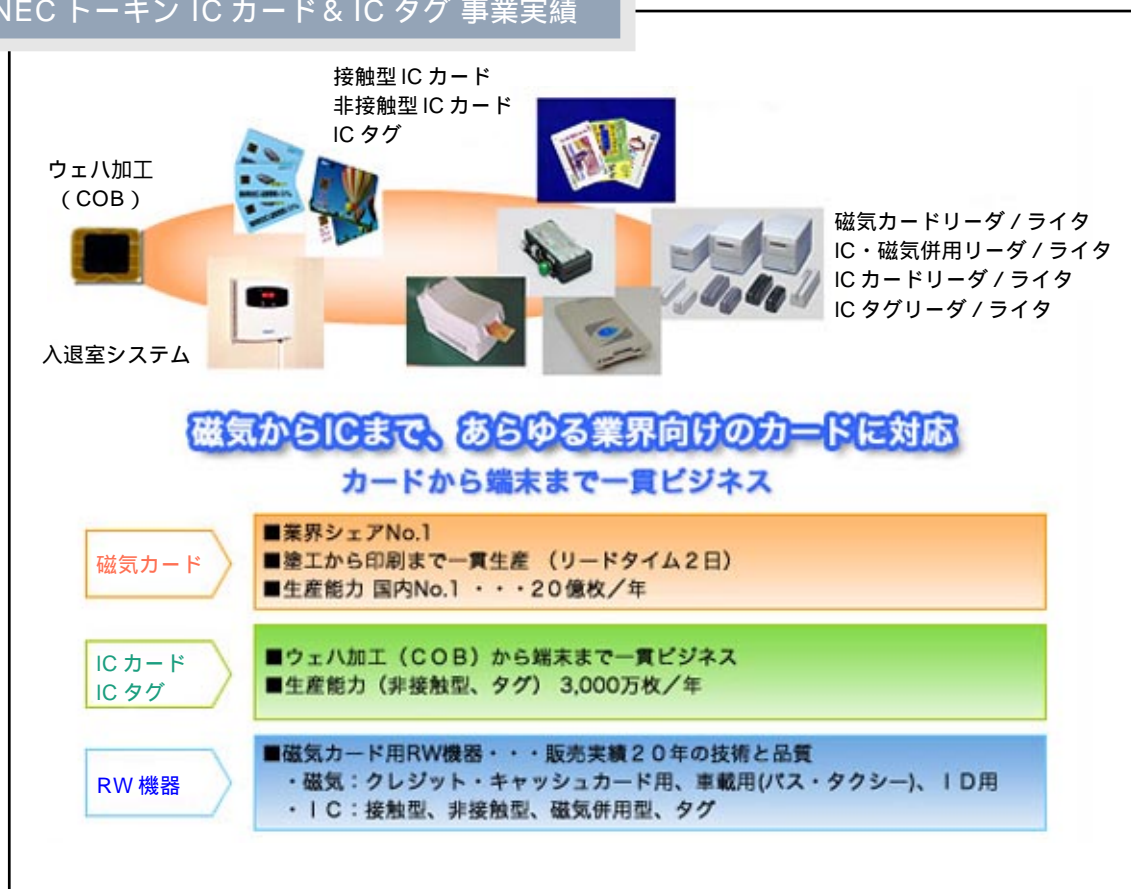 NEC トーキン IC カード & IC タグ 事業実績
接触型 IC カード
非接触型 IC カード
IC タグ
ウェハ加工
( COB )
磁気カードリーダ / ライタ
IC・磁気併用リーダ / ライタ
IC カードリーダ / ライタ
IC タグリーダ / ライタ
入退室システム
磁気からICまで、あらゆる業界向けのカードに対応
カードから端末まで一貫ビジネス
磁気カード
■業界シェアNo.1
■塗工から印刷まで一貫生産 (リードタイム2日)
■生産能力 国内No.1 ・・・20億枚/年
IC カード
IC タグ
■ウェハ加工(COB)から端末まで一貫ビジネス
■生産能力(非接触型、タグ) 3,000万枚/年
RW 機器
■磁気カード用RW機器・・・販売実績20年の技術と品質
・磁気:クレジット・キャッシュカード用、車載用(バス・タクシー)、ID用
・IC:接触型、非接触型、磁気併用型、タグ